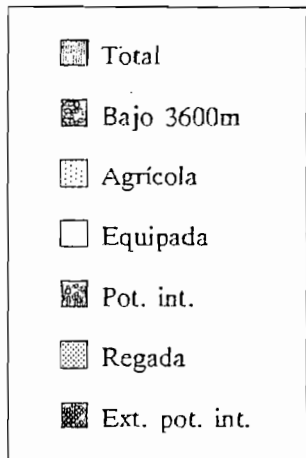 Total
Bajo 3600m
Agrícola
Equipada
Pot. int.
Regada
Ext. pot. int.